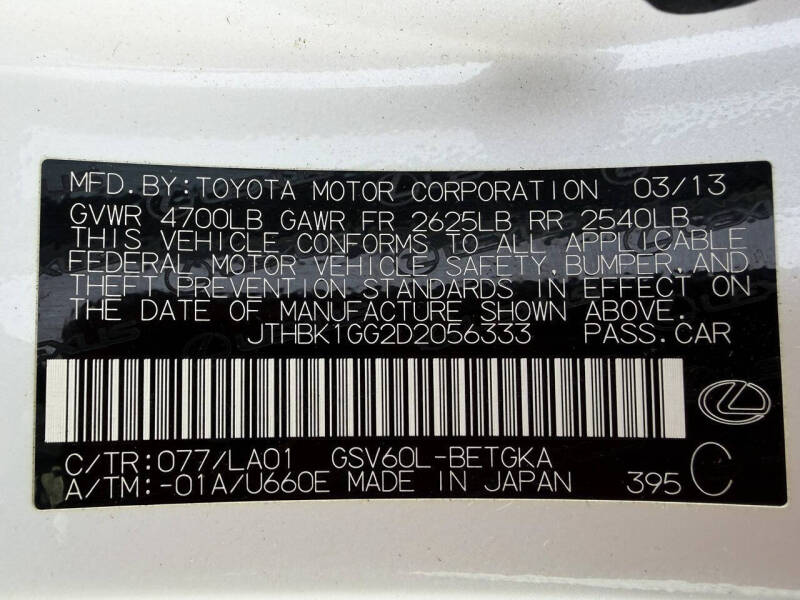 MFD. BY: TOYOTA MOTOR CORPORATION 03/13
GVWR 4700LB GAWR FR 2625LB RR 2540LB
THIS VEHICLE CONFORMS TO ALL APPLICABLE
FEDERAL MOTOR VEHICLE SAFETY, BUMPER, AND
THEFT PREVENTION STANDARDS IN EFFECT ON
THE DATE OF MANUFACTURE SHOWN ABOVE.
JTHBK1GG2D2056333 PASS. CAR
C/TR: 077/LA01 GSV60L-BETGKA
A/TM: -01A/U660E MADE IN JAPAN 395 C